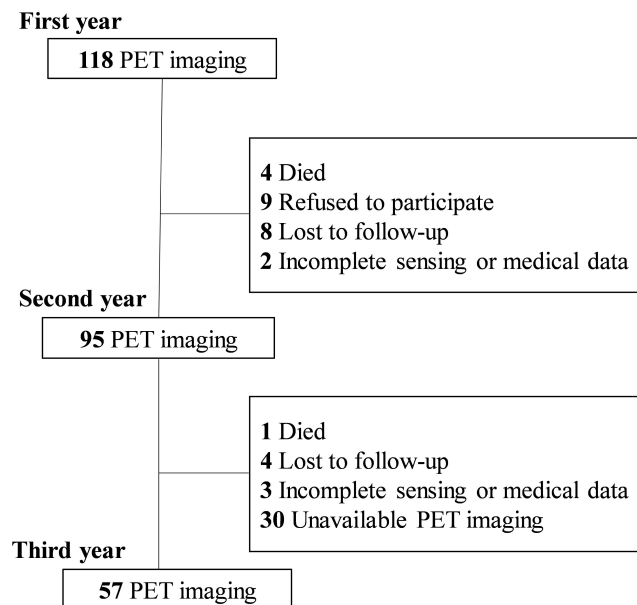 First year
118 PET imaging
4 Died
9 Refused to participate
8 Lost to follow-up
2 Incomplete sensing or medical data
Second year
95 PET imaging
1 Died
4 Lost to follow-up
3 Incomplete sensing or medical data
30 Unavailable PET imaging
Third year
57 PET imaging